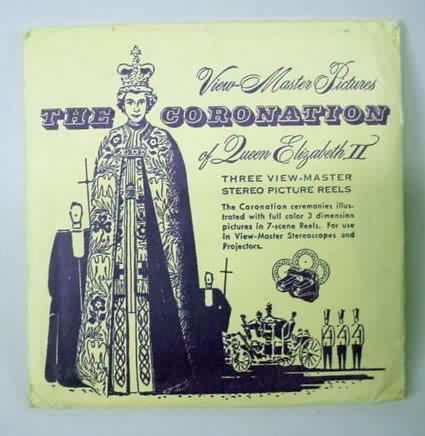 View-Master Pictures
THE CORONATION
of Queen Elizabeth II
THREE VIEW-MASTER
STEREO PICTURE REELS
The Coronation ceremonies illus-
trated with full color 3 dimension
pictures in 7-scene Reels. For use
in View-Master Stereoscopes and
Projectors.